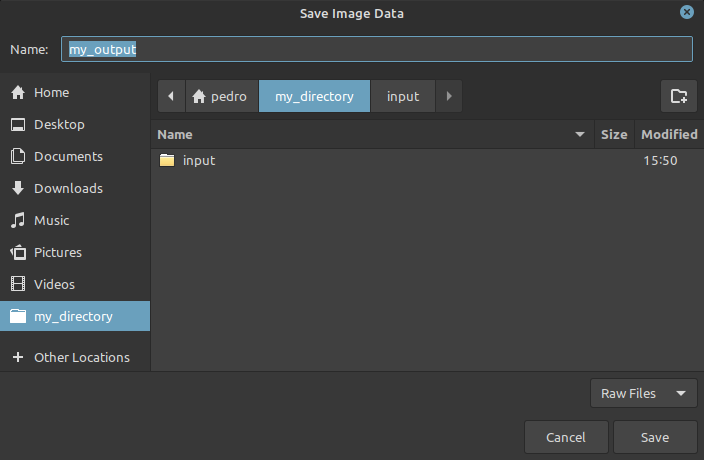 Save Image Data
Name: my_output
Home
Desktop
Documents
Downloads
Music
Pictures
Videos
my_directory
Other Locations
pedro my_directory input
Name Size Modified
input 15:50
Raw Files
Cancel Save